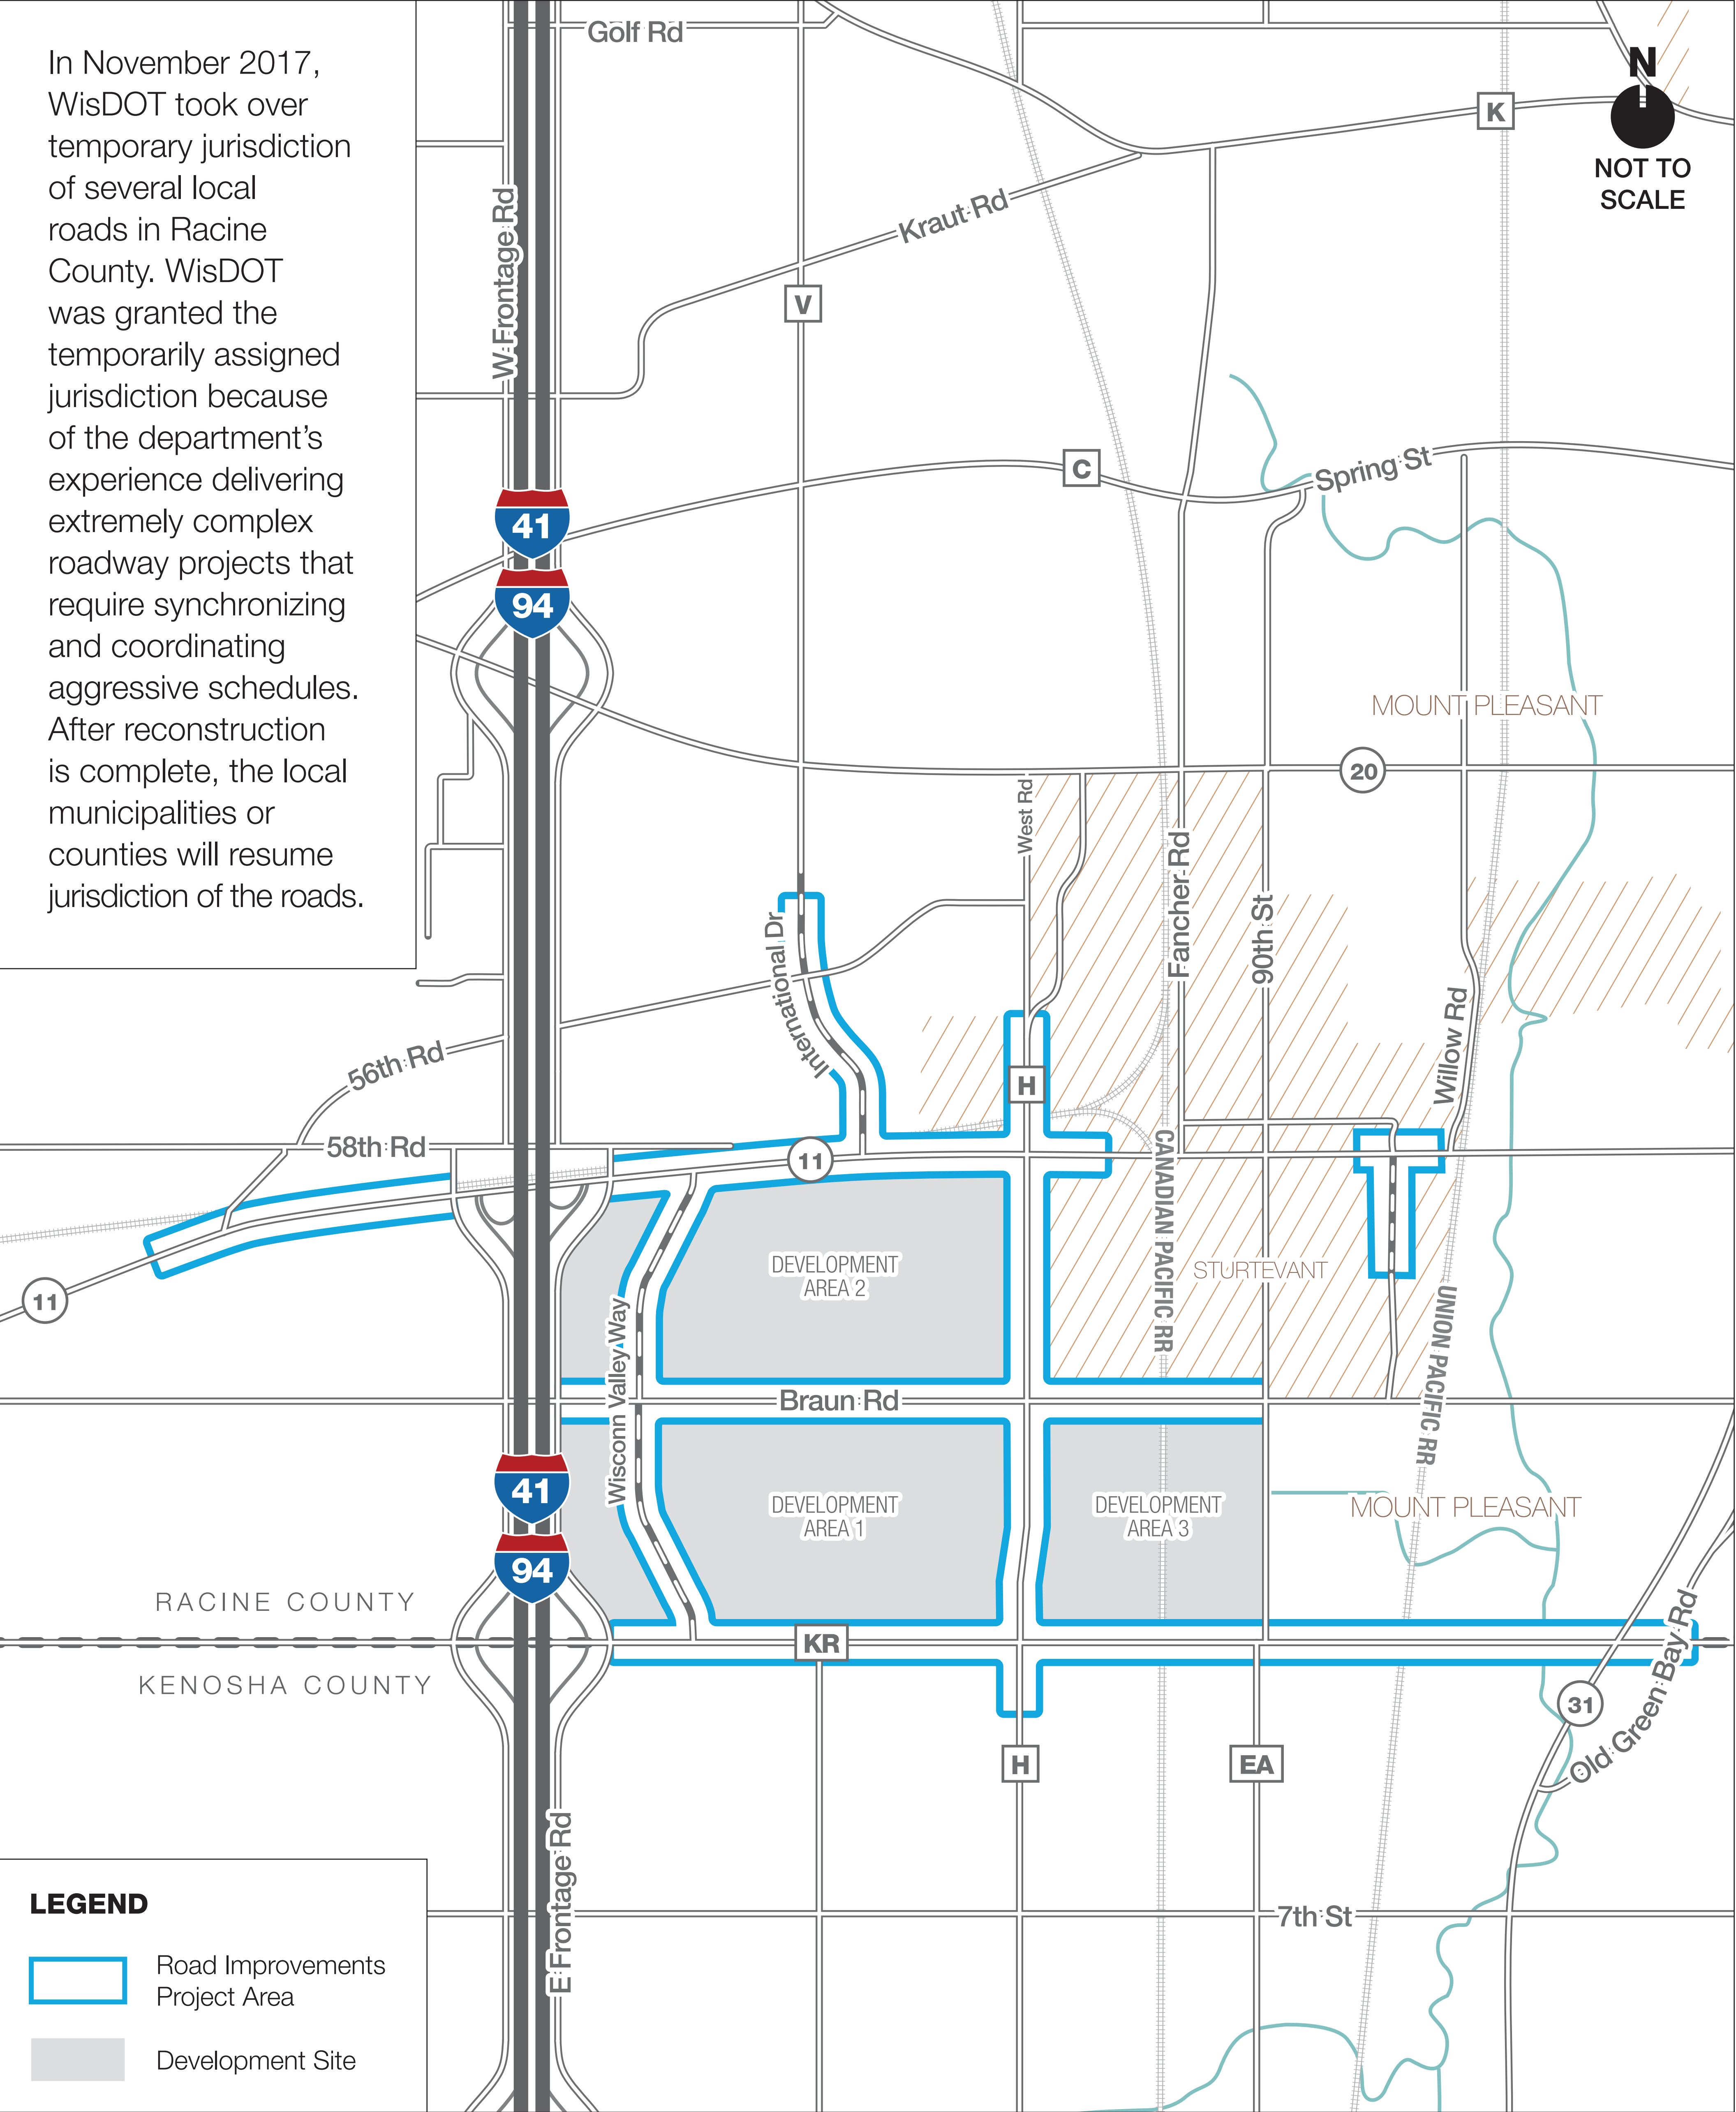 In November 2017,
WisDOT took over
temporary jurisdiction
of several local
roads in Racine
County. WisDOT
was granted the
temporarily assigned
jurisdiction because
of the department’s
experience delivering
extremely complex
roadway projects that
require synchronizing
and coordinating
aggressive schedules.
After reconstruction
is complete, the local
municipalities or
counties will resume
jurisdiction of the roads.
Golf Rd
N
NOT TO
SCALE
K
W Frontage Rd
Kraut Rd
V
C
Spring St
41
94
MOUNT PLEASANT
20
West Rd
Fancher Rd
90th St
International Dr
Willow Rd
56th Rd
H
58th Rd
11
CANADIAN PACIFIC RR
11
DEVELOPMENT
AREA 2
STURTEVANT
UNION PACIFIC RR
Wisconn Valley Way
Braun Rd
41
94
DEVELOPMENT
AREA 1
DEVELOPMENT
AREA 3
MOUNT PLEASANT
RACINE COUNTY
KENOSHA COUNTY
KR
31
Old Green Bay Rd
H
EA
E Frontage Rd
7th St
LEGEND
Road Improvements
Project Area
Development Site